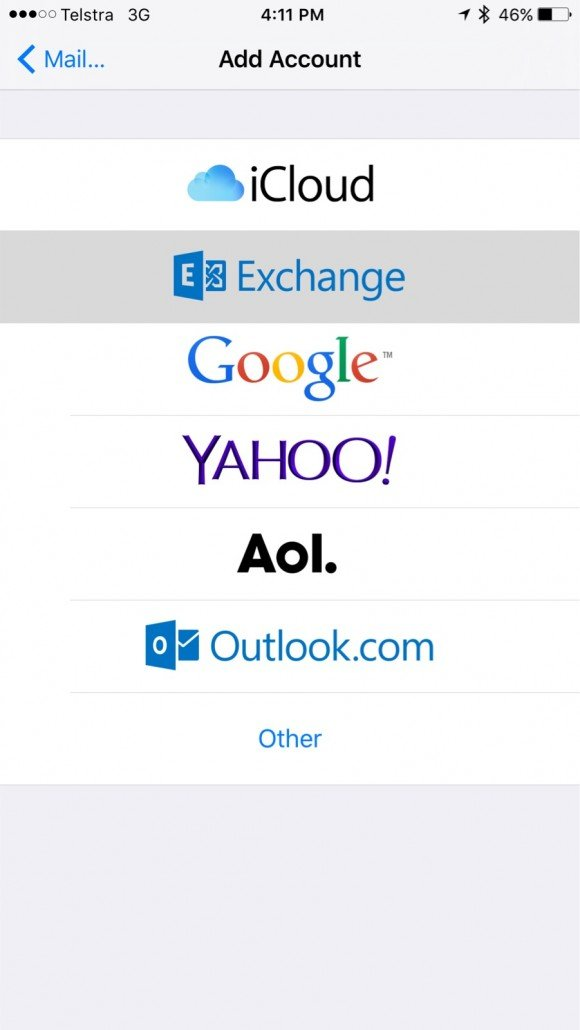 Telstra 3G 4:11 PM 46%
Mail... Add Account
iCloud
E Exchange
Google™
YAHOO!
Aol.
O Outlook.com
Other